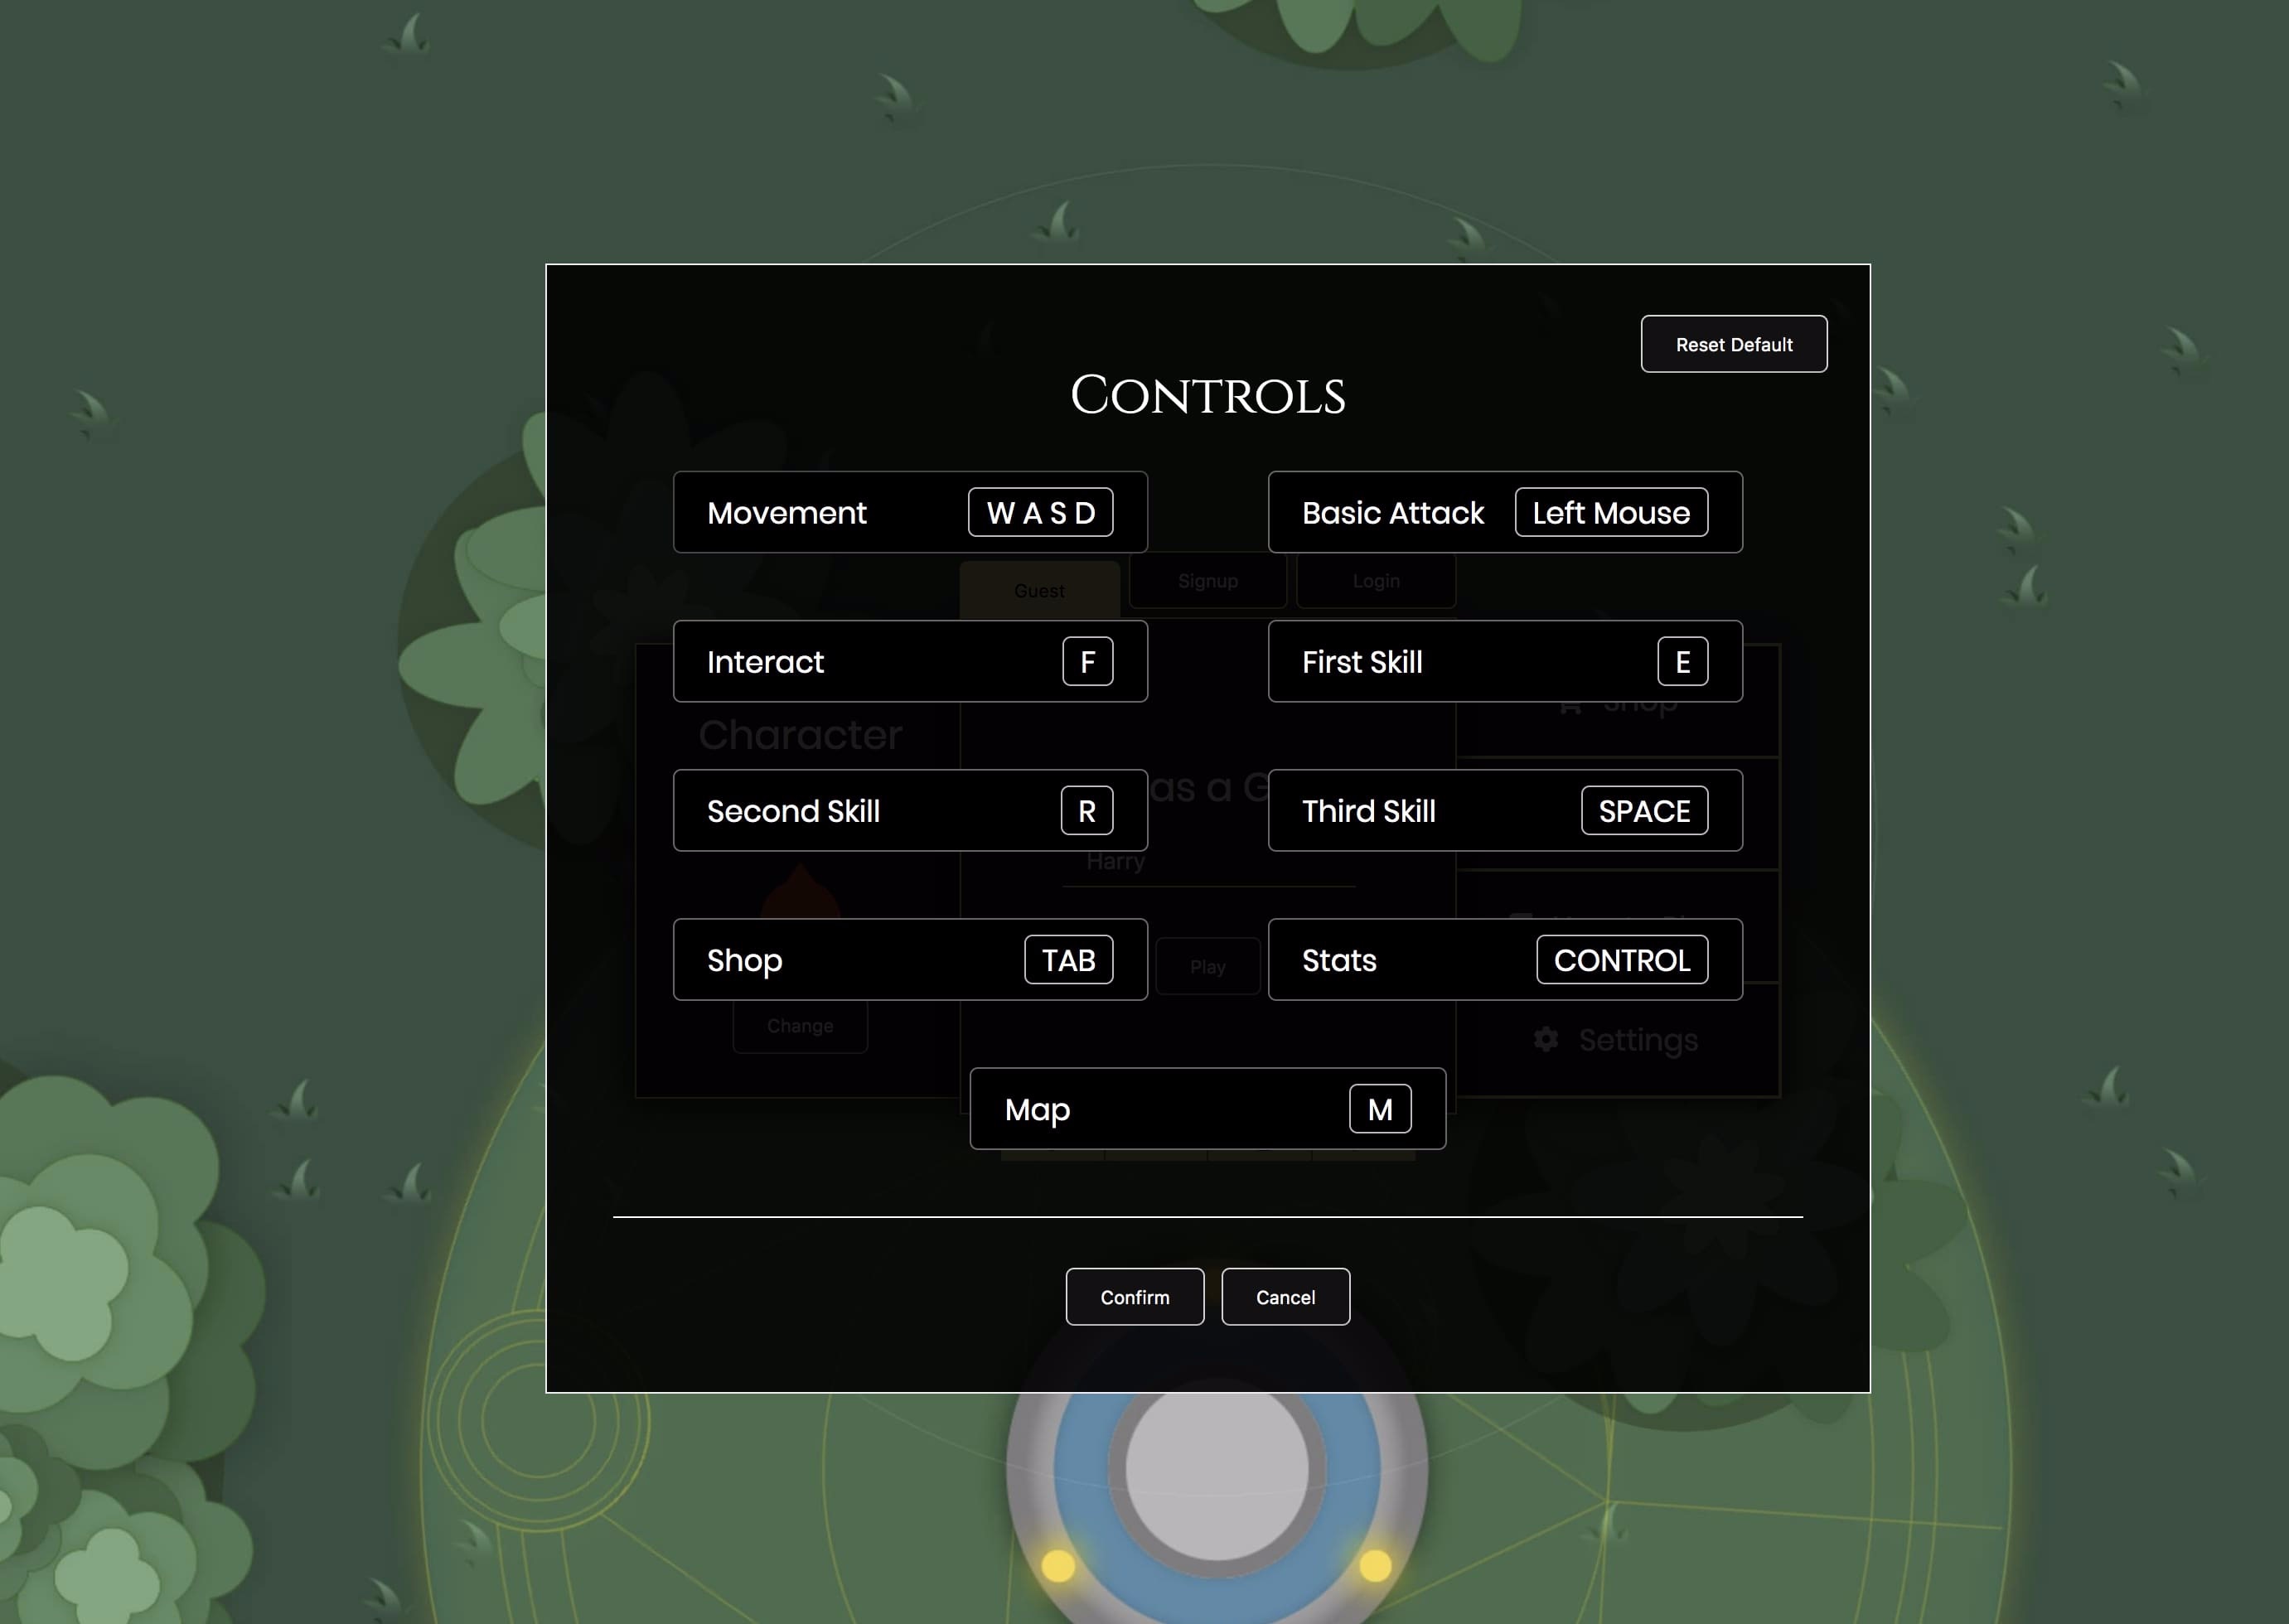 Reset Default
Controls
Movement W A S D
Basic Attack Left Mouse
Guest Signup Login
Interact F
First Skill E
Shop
Character
as a G
Second Skill R
Third Skill SPACE
Harry
Shop TAB
Play
Stats CONTROL
Change
Settings
Map M
Confirm Cancel